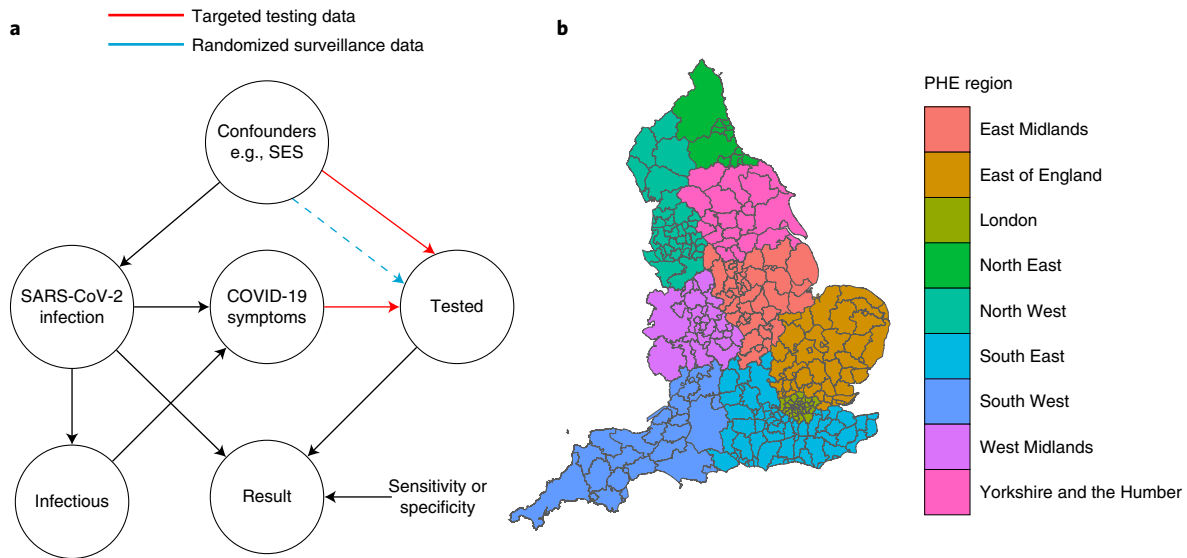 a
Targeted testing data
Randomized surveillance data
Confounders
e.g., SES
SARS-CoV-2
infection
COVID-19
symptoms
Tested
Infectious
Result
Sensitivity or
specificity
b
PHE region
East Midlands
East of England
London
North East
North West
South East
South West
West Midlands
Yorkshire and the Humber